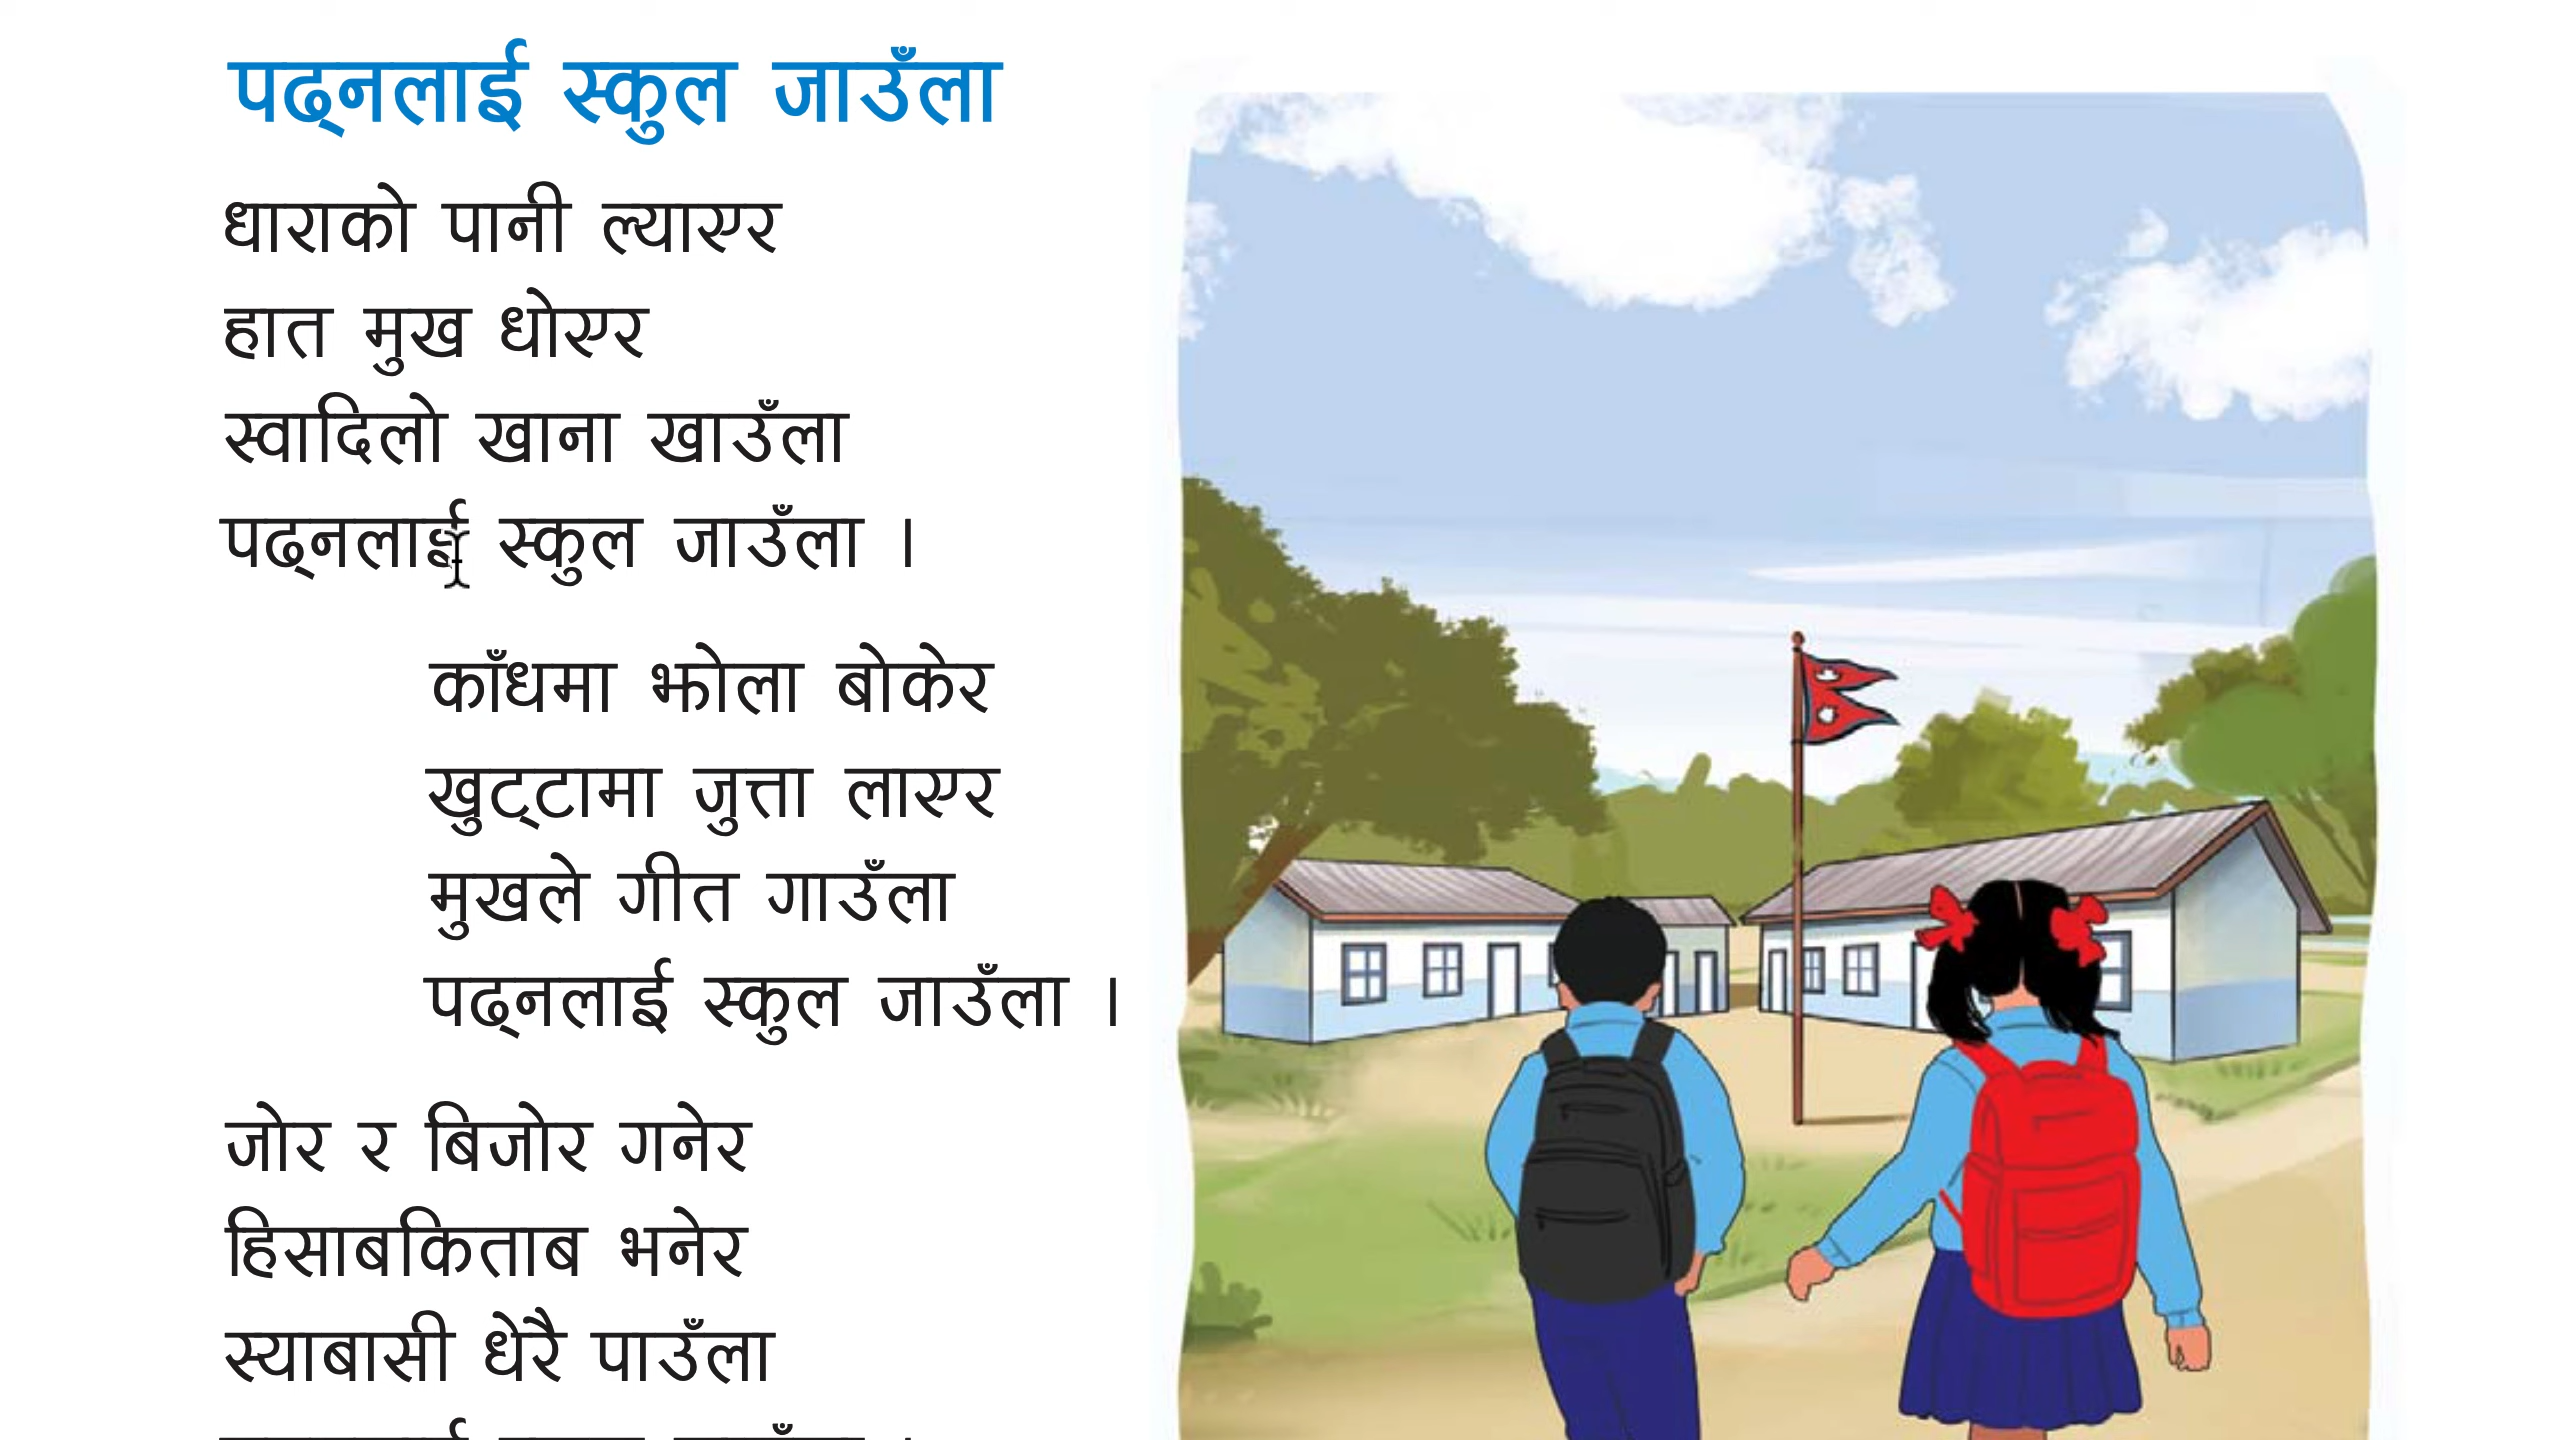 पढ्नलाई स्कुल जाउँला
धाराको पानी ल्याएर
हात मुख धोएर
स्वादिलो खाना खाउँला
पढ्नलाई स्कुल जाउँला ।
काँधमा झोला बोकेर
खुट्टामा जुत्ता लाएर
मुखले गीत गाउँला
पढ्नलाई स्कुल जाउँला ।
जोर र बिजोर गनेर
हिसाबकिताब भनेर
स्याबासी धेरै पाउँला